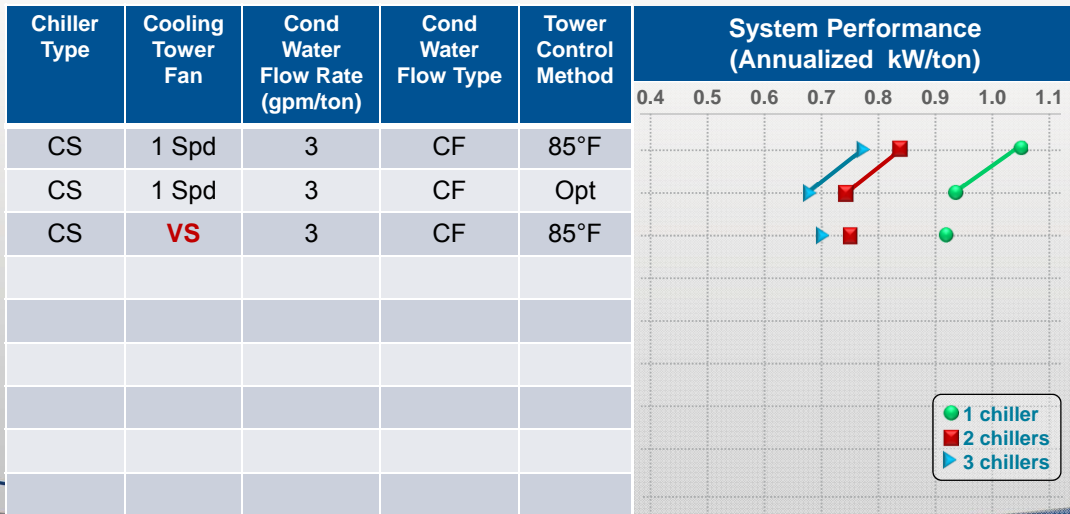 Chiller Type
Cooling Tower Fan
Cond Water Flow Rate (gpm/ton)
Cond Water Flow Type
Tower Control Method
System Performance
(Annualized kW/ton)
0.4 0.5 0.6 0.7 0.8 0.9 1.0 1.1
CS 1 Spd 3 CF 85°F
CS 1 Spd 3 CF Opt
CS VS 3 CF 85°F
1 chiller
2 chillers
3 chillers